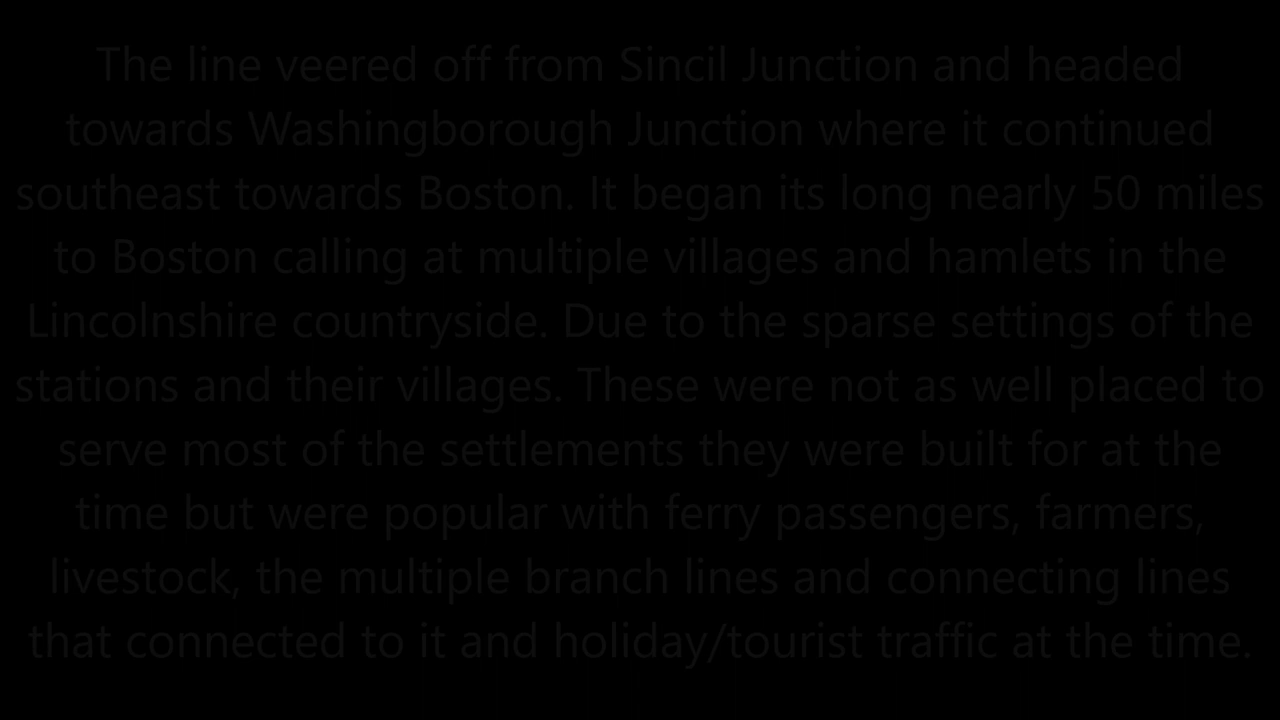 The line veered off from Sincil Junction and headed
towards Washingborough Junction where it continued
southeast towards Boston. It began its long nearly 50 miles
to Boston calling at multiple villages and hamlets in the
Lincolnshire countryside. Due to the sparse settings of the
stations and their villages. These were not as well placed to
serve most of the settlements they were built for at the
time but were popular with ferry passengers, farmers,
livestock, the multiple branch lines and connecting lines
that connected to it and holiday/tourist traffic at the time.